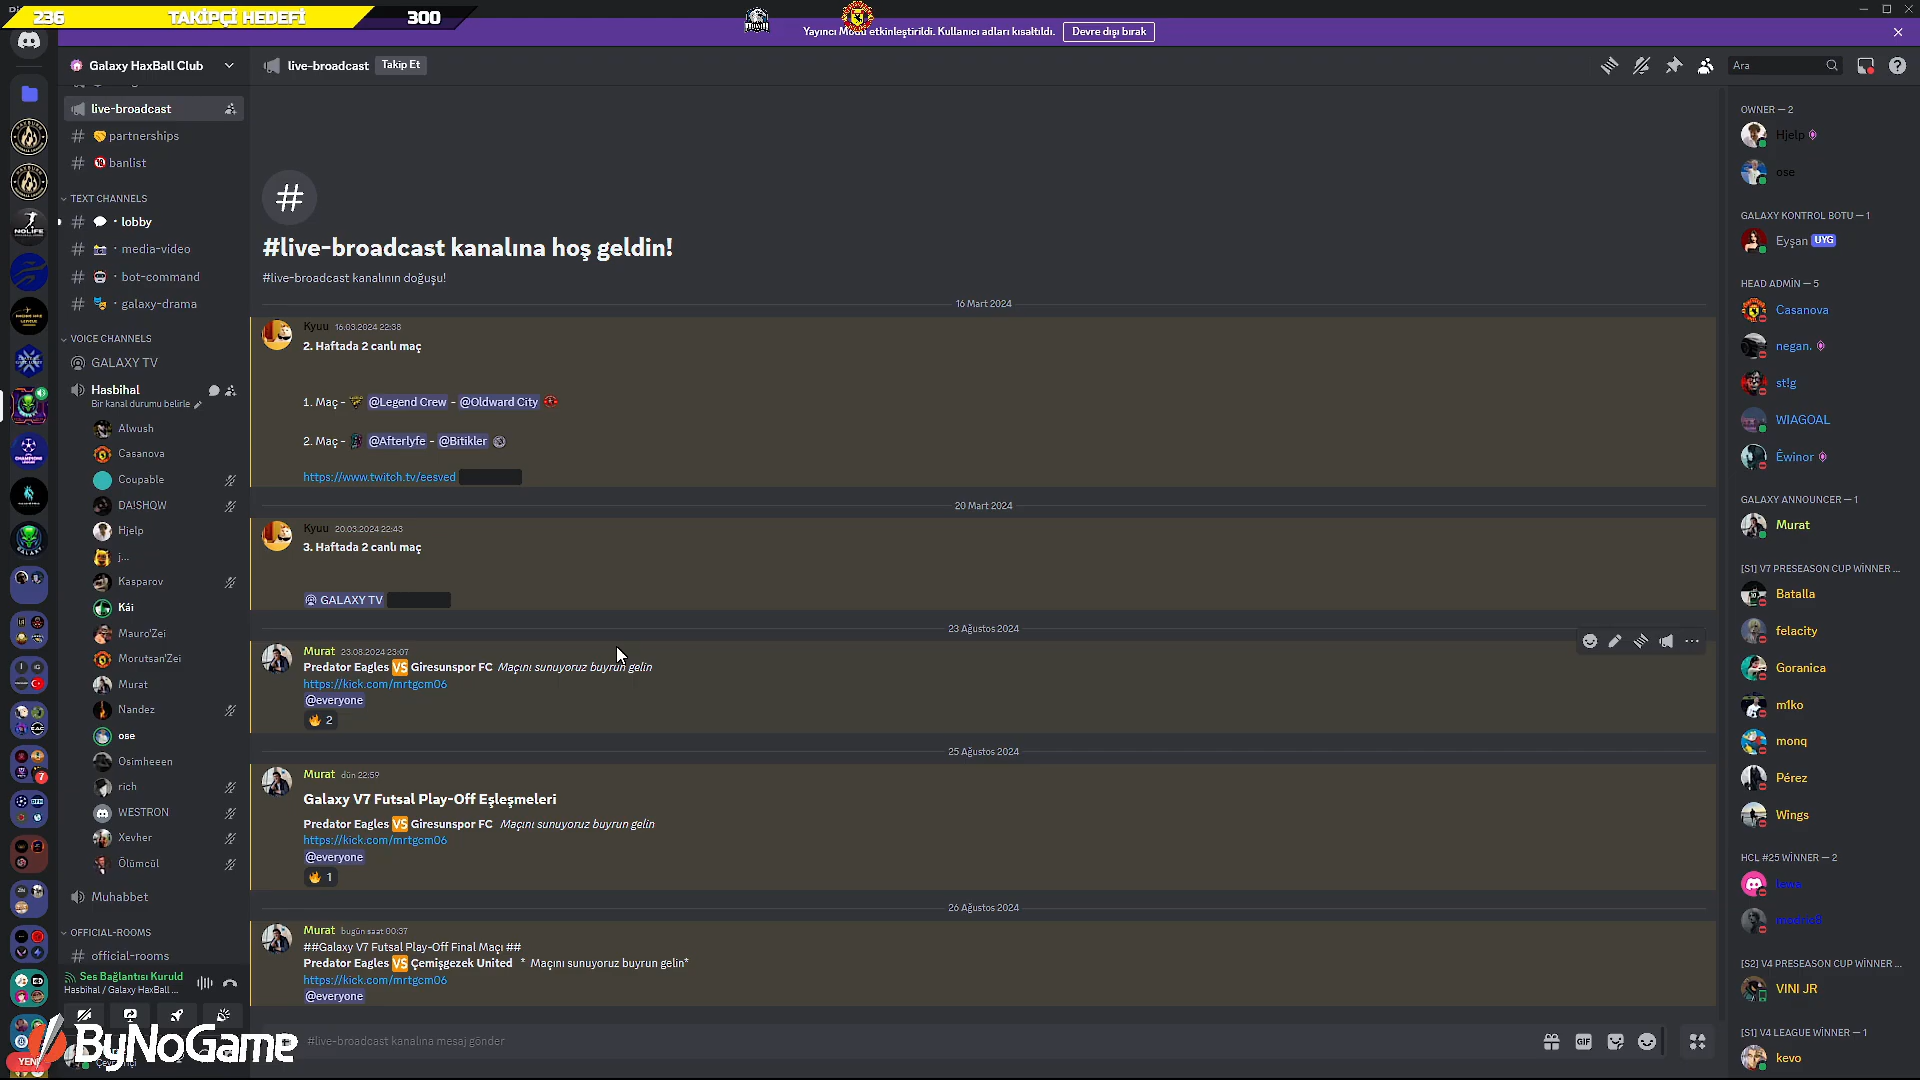 236 TAKİPÇİ HEDEFİ 300
etkinleştirildi. Kullanıcı adları kısaltıldı. Devre dışı bırak
Galaxy HaxBall Club
live-broadcast Takip Et
Ara
live-broadcast
partnerships
banlist
TEXT CHANNELS
lobby
media-video
bot-command
galaxy-drama
VOICE CHANNELS
GALAXY TV
Hasbihal
Bir kanal durumu belirle
Alwush
Casanova
Coupable
DA!SHQW
Hjelp
j...
Kasparov
Kái
Mauro'Zei
Morutsan'Zei
Murat
Nandez
ose
Osimheeen
rich
WESTRON
Xevher
Ölümcül
Muhabbet
OFFICIAL-ROOMS
official-rooms
Ses Bağlantısı Kuruld
Hasbihal / Galaxy HaxBall ...
ByNoGame
YENİ
#live-broadcast kanalına hoş geldin!
#live-broadcast kanalının doğuşu!
16 Mart 2024
Kyuu 16.03.2024 22:38
2. Haftada 2 canlı maç
1. Maç - @Legend Crew - @Oldward City
2. Maç - @Afterlyfe - @Bitikler
https://www.twitch.tv/eesved
20 Mart 2024
Kyuu 20.03.2024 22:43
3. Haftada 2 canlı maç
GALAXY TV
23 Ağustos 2024
Murat 23.08.2024 23:07
Predator Eagles VS Giresunspor FC Maçını sunuyoruz buyrun gelin
https://kick.com/mrtgcm06
@everyone
2
25 Ağustos 2024
Murat dün 22:59
Galaxy V7 Futsal Play-Off Eşleşmeleri
Predator Eagles VS Giresunspor FC Maçını sunuyoruz buyrun gelin
https://kick.com/mrtgcm06
@everyone
1
26 Ağustos 2024
Murat bugün saat 00:37
##Galaxy V7 Futsal Play-Off Final Maçı ##
Predator Eagles VS Çemişgezek United * Maçını sunuyoruz buyrun gelin*
https://kick.com/mrtgcm06
@everyone
#live-broadcast kanalına mesaj gönder
GIF
OWNER — 2
Hjelp
ose
GALAXY KONTROL BOTU — 1
Eyşan UYG
HEAD ADMİN — 5
Casanova
negan.
st!g
WIAGOAL
Êwinor
GALAXY ANNOUNCER — 1
Murat
[S1] V7 PRESEASON CUP WİNNER ...
Batalla
felacity
Goranica
m1ko
monq
Pérez
Wings
HCL #25 WİNNER — 2
[S2] V4 PRESEASON CUP WİNNER ...
VINI JR
[S1] V4 LEAGUE WİNNER — 1
kevo